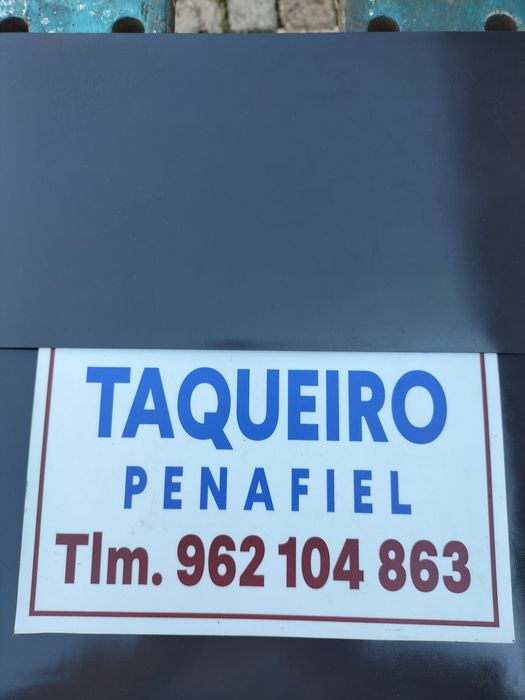 TAQUEIRO
PENAFIEL
Tlm. 962 104 863